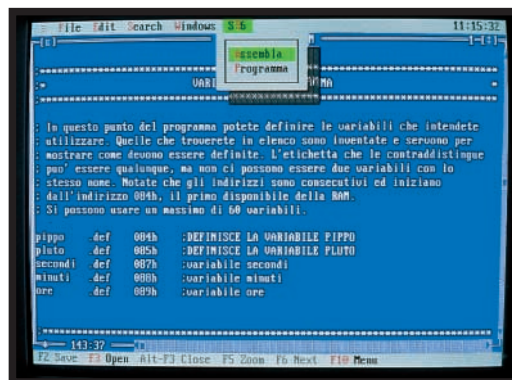 File Edit Search Windows ST6 11:15:32
Assembla
Programma
In questo punto del programma potete definire le variabili che intendete
utilizzare. Quelle che troverete in elenco sono inventate e servono per
mostrare come devono essere definite. L'etichetta che le contraddistingue
puo' essere qualunque, ma non ci possono essere due variabili con lo
stesso nome. Notate che gli indirizzi sono consecutivi ed iniziano
dall'indirizzo 084h, il primo disponibile della RAM.
Si possono usare un massimo di 60 variabili.
pippo .def 084h ;DEFINISCE LA VARIABILE PIPPO
pluto .def 085h ;DEFINISCE LA VARIABILE PLUTO
secondi .def 087h ;variabile secondi
minuti .def 088h ;variabile minuti
ore .def 089h ;variabile ore
143:37
F2 Save F3 Open Alt-F3 Close F5 Zoom F6 Next F10 Menu